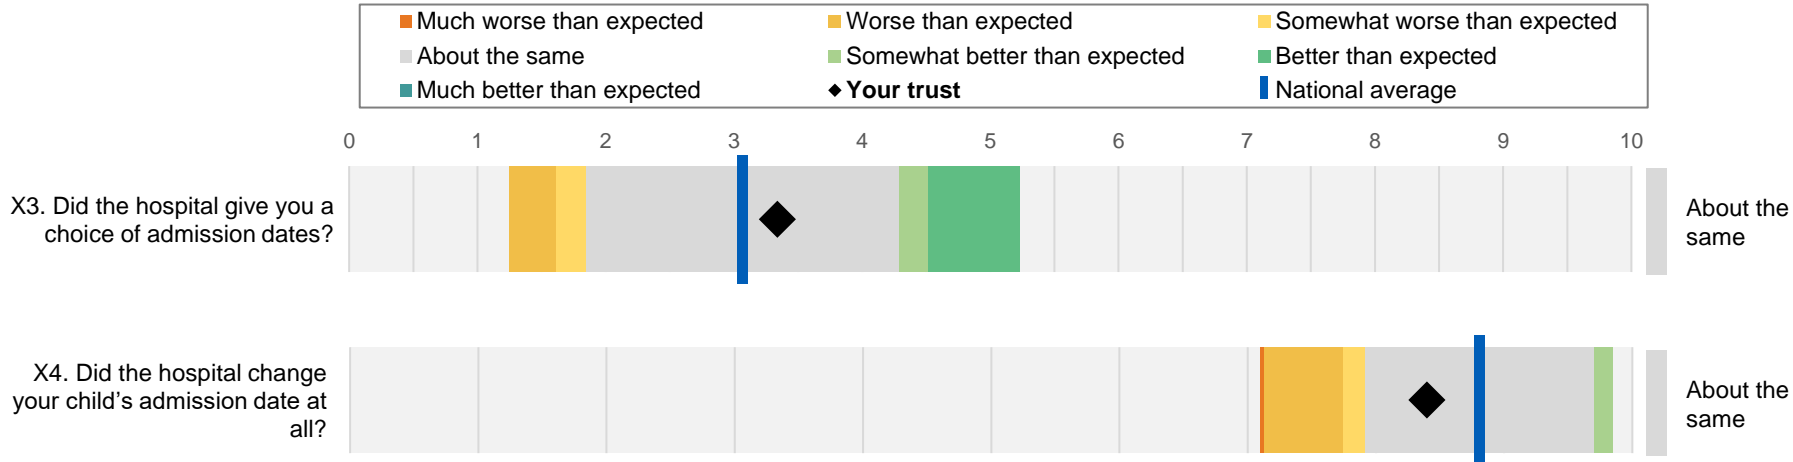 Much worse than expected
Worse than expected
Somewhat worse than expected
About the same
Somewhat better than expected
Better than expected
Much better than expected
Your trust
National average
0 1 2 3 4 5 6 7 8 9 10
X3. Did the hospital give you a
choice of admission dates?
About the
same
X4. Did the hospital change
your child’s admission date at
all?
About the
same